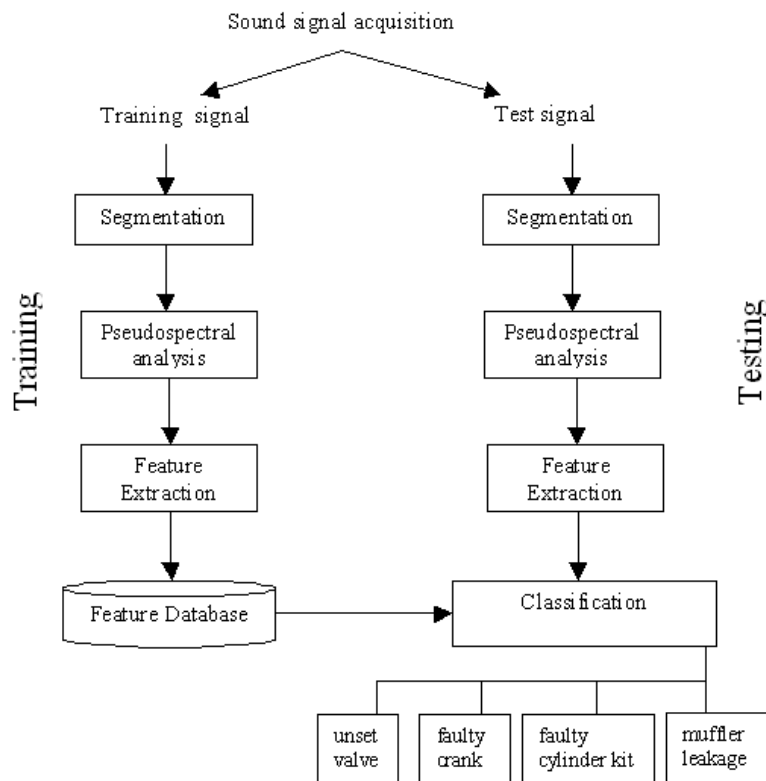 Sound signal acquisition
Training signal
Test signal
Segmentation
Segmentation
Training
Pseudospectral
analysis
Pseudospectral
analysis
Testing
Feature
Extraction
Feature
Extraction
Feature Database
Classification
unset
valve
faulty
crank
faulty
cylinder kit
muffler
leakage